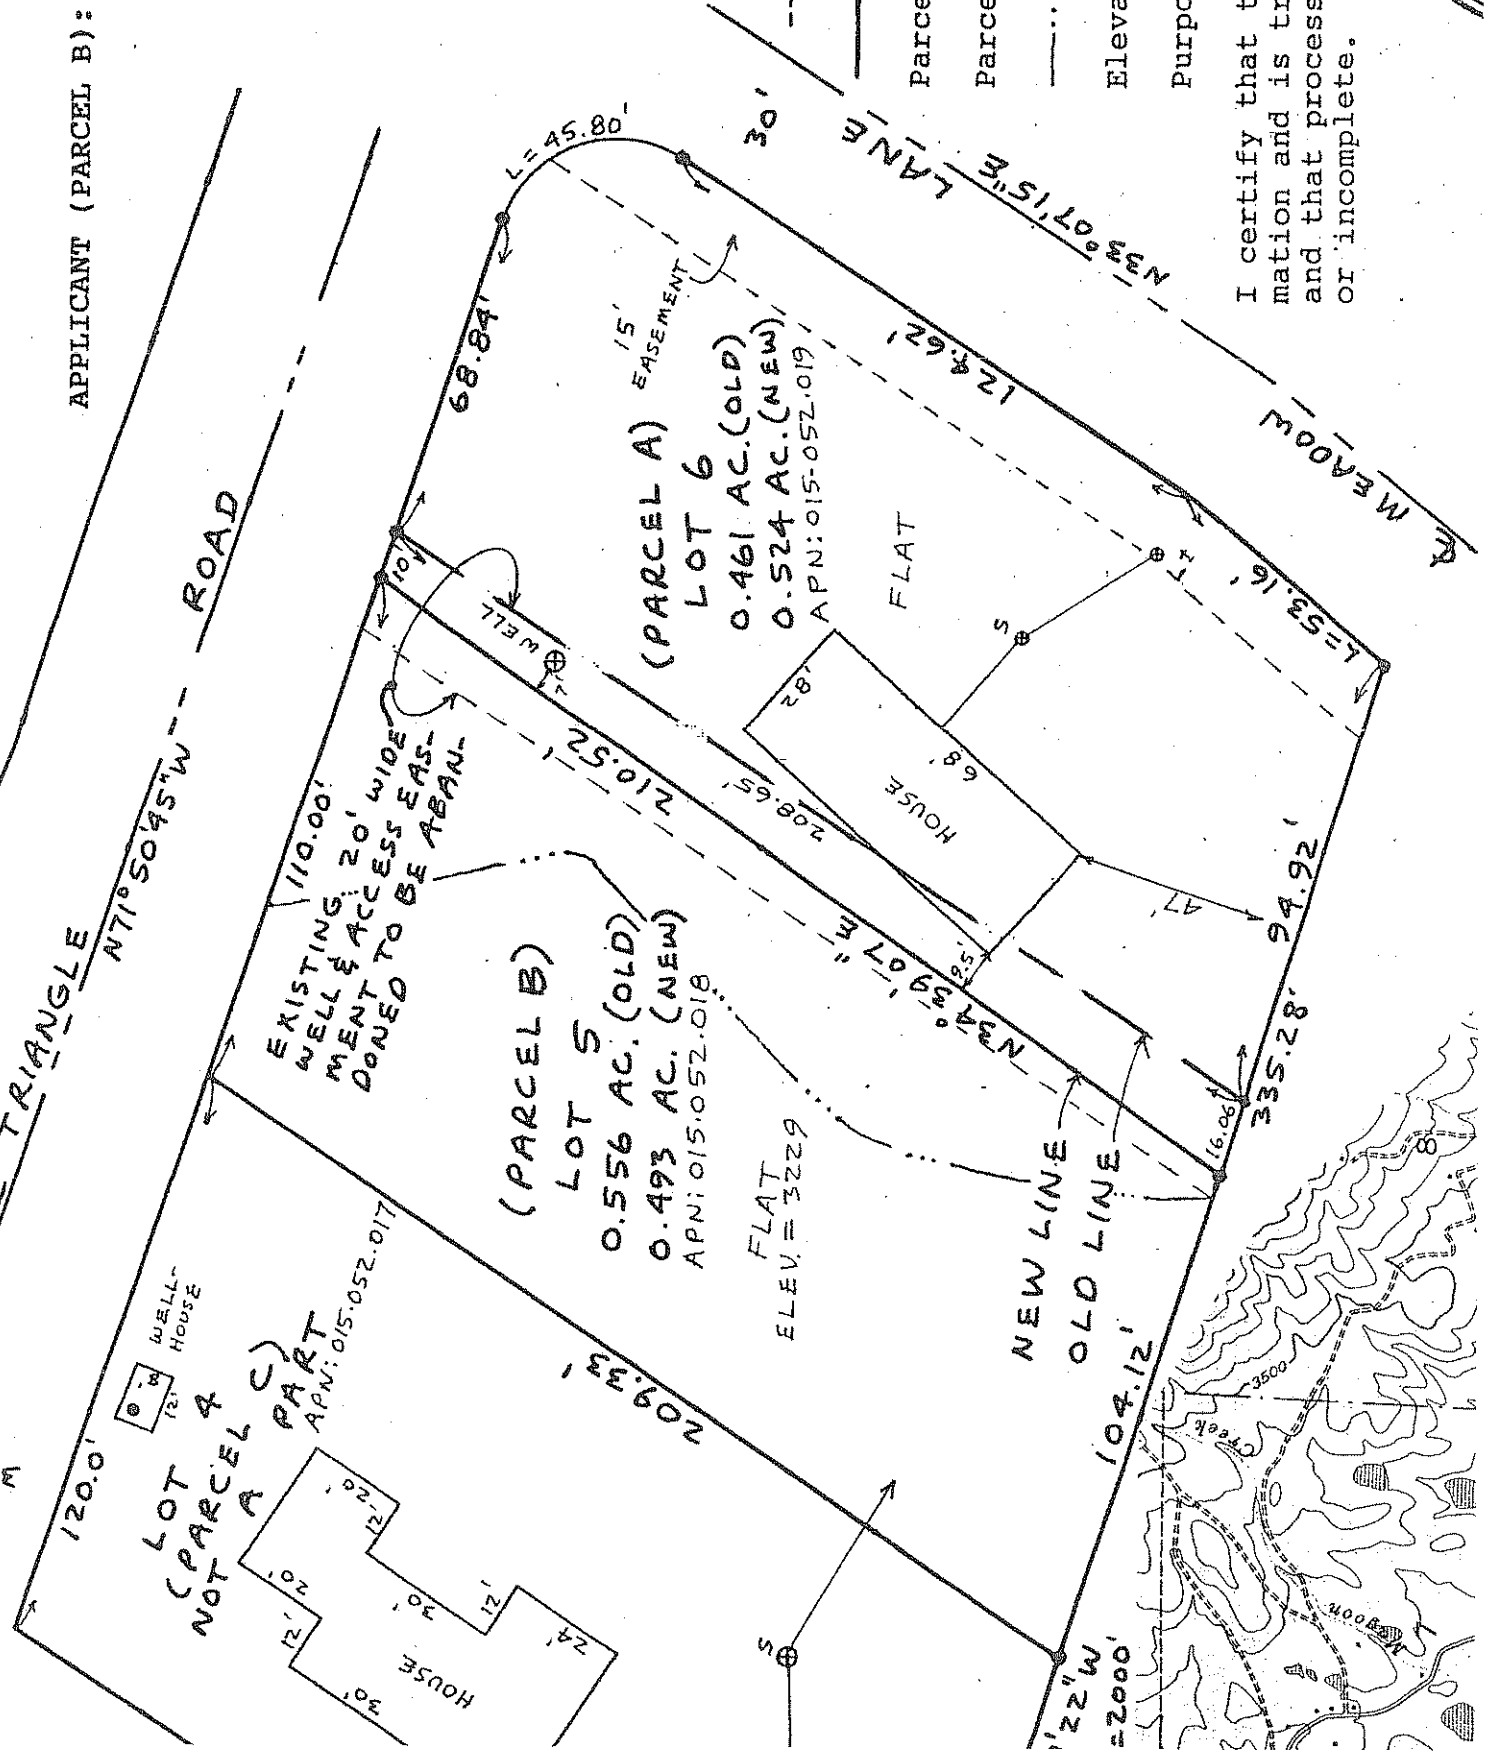 APPLICANT (PARCEL B):
TRIANGLE
ROAD
N71°50'45"W
30'
LANE
N33°07'15"E
MEADOW
L=45.80'
68.84'
10'
110.00'
120.0'
15'
EASEMENT
(PARCEL A)
LOT 6
0.461 AC.(OLD)
0.524 AC.(NEW)
APN:015-052.019
FLAT
129.62'
L=53.16'
S
WELL
7'
28'
68'
HOUSE
47'
9.5'
208.65'
210.52'
N34°39'07"E
EXISTING 20' WIDE
WELL & ACCESS EAS-
MENT TO BE ABAN-
DONED
(PARCEL B)
LOT 5
0.556 AC. (OLD)
0.493 AC. (NEW)
APN:015.052.018
FLAT
ELEV. = 3229
NEW LINE
OLD LINE
16.06'
94.92'
335.28'
104.12'
209.33'
WELL-
HOUSE
8'
12'
LOT 4
(PARCEL C)
NOT A PART
APN:015.052.017
20'
12'
20'
12'
30'
30'
12'
24'
HOUSE
S
22"W
=2000'
Parce
Parce
Eleva
Purpo
I certify that t
mation and is tr
and that process
or incomplete.
3500
Creek
8